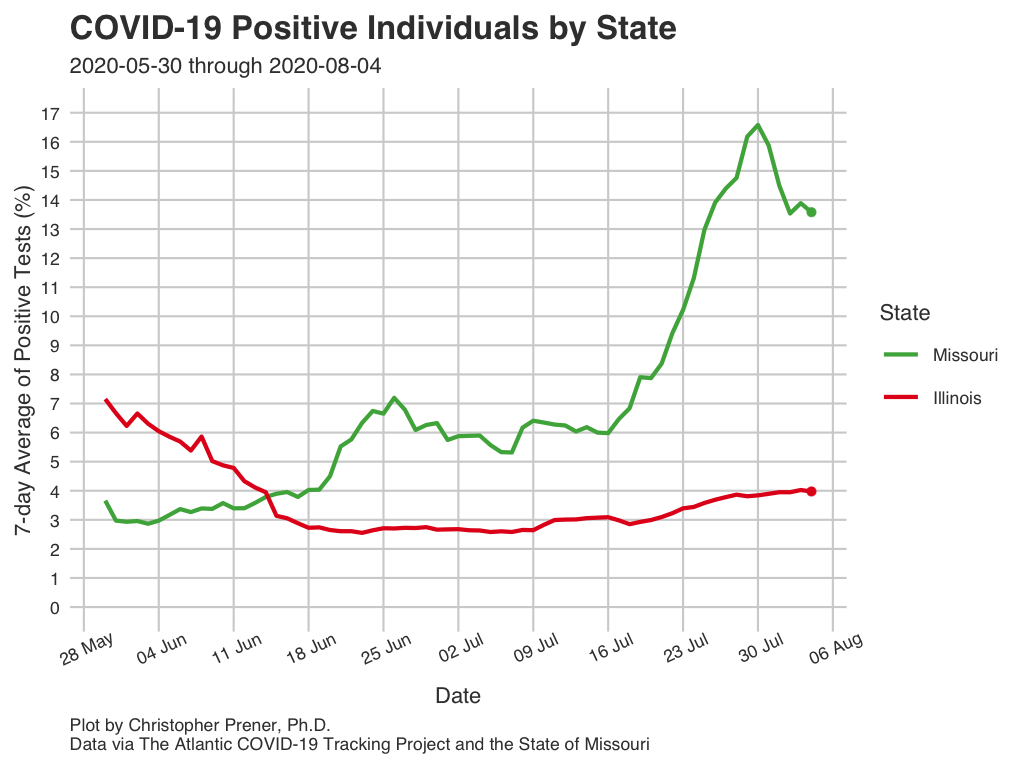 COVID-19 Positive Individuals by State
2020-05-30 through 2020-08-04
7-day Average of Positive Tests (%)
17
16
15
14
13
12
11
10
9
8
7
6
5
4
3
2
1
0
28 May
04 Jun
11 Jun
18 Jun
25 Jun
02 Jul
09 Jul
16 Jul
23 Jul
30 Jul
06 Aug
Date
State
Missouri
Illinois
Plot by Christopher Prener, Ph.D.
Data via The Atlantic COVID-19 Tracking Project and the State of Missouri